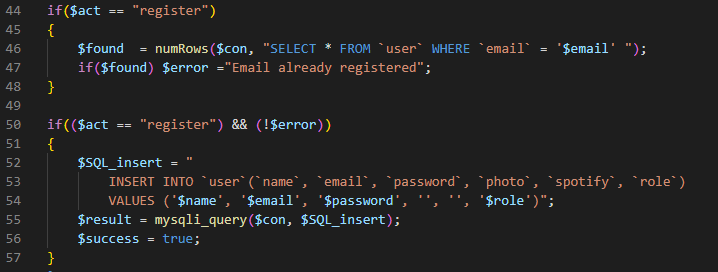 44 if($act == "register")
45 {
46 $found  = numRows($con, "SELECT * FROM `user` WHERE `email` = '$email' ");
47 if($found) $error ="Email already registered";
48 }
49
50 if(($act == "register") && (!$error))
51 {
52 $SQL_insert = "
53 INSERT INTO `user`(`name`, `email`, `password`, `photo`, `spotify`, `role`)
54 VALUES ('$name', '$email', '$password', '', '', '$role')";
55 $result = mysqli_query($con, $SQL_insert);
56 $success = true;
57 }